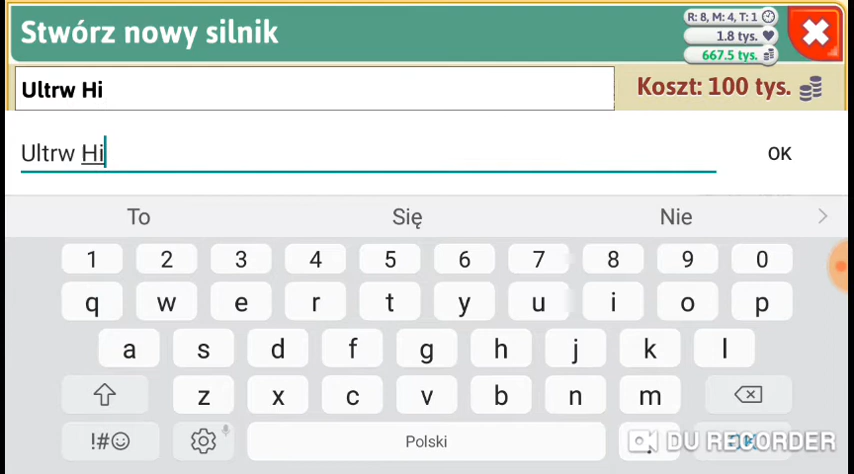 Stwórz nowy silnik
R: 8, M: 4, T: 1
1.8 tys.
667.5 tys.
Ultrw Hi
Koszt: 100 tys.
Ultrw Hi
OK
To Się Nie
1 2 3 4 5 6 7 8 9 0
q w e r t y u i o p
a s d f g h j k l
z x c v b n m
!#☺ Polski . OK
DU RECORDER